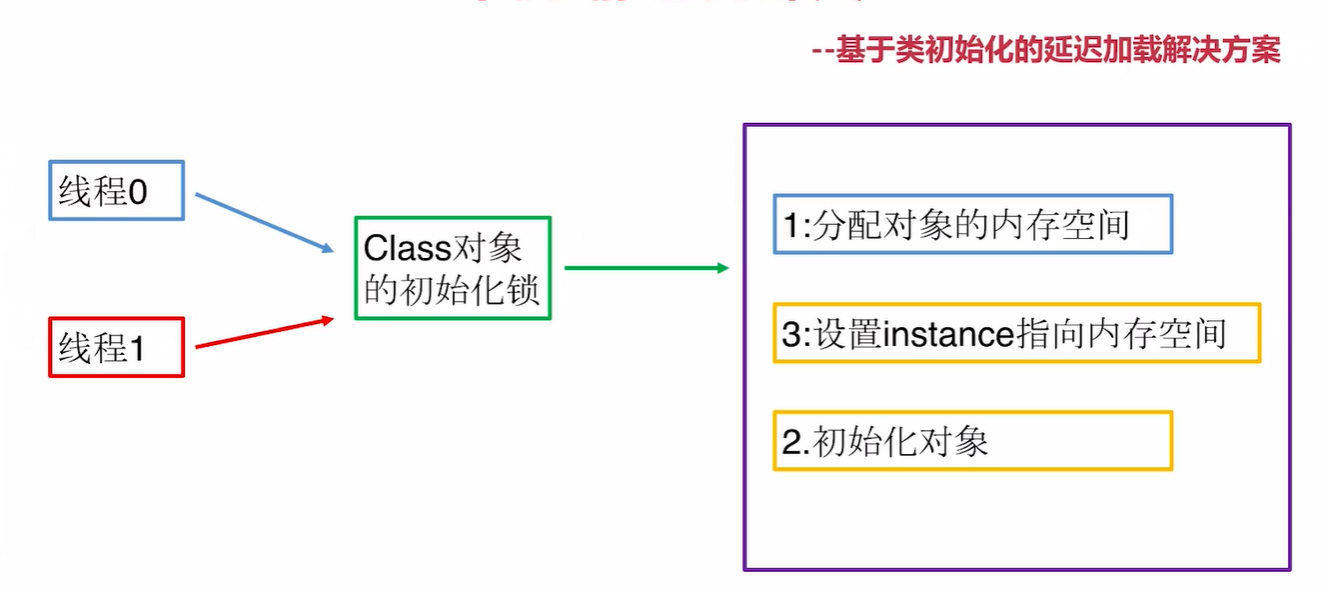 --基于类初始化的延迟加载解决方案
线程0
Class对象
的初始化锁
线程1
1:分配对象的内存空间
3:设置instance指向内存空间
2.初始化对象